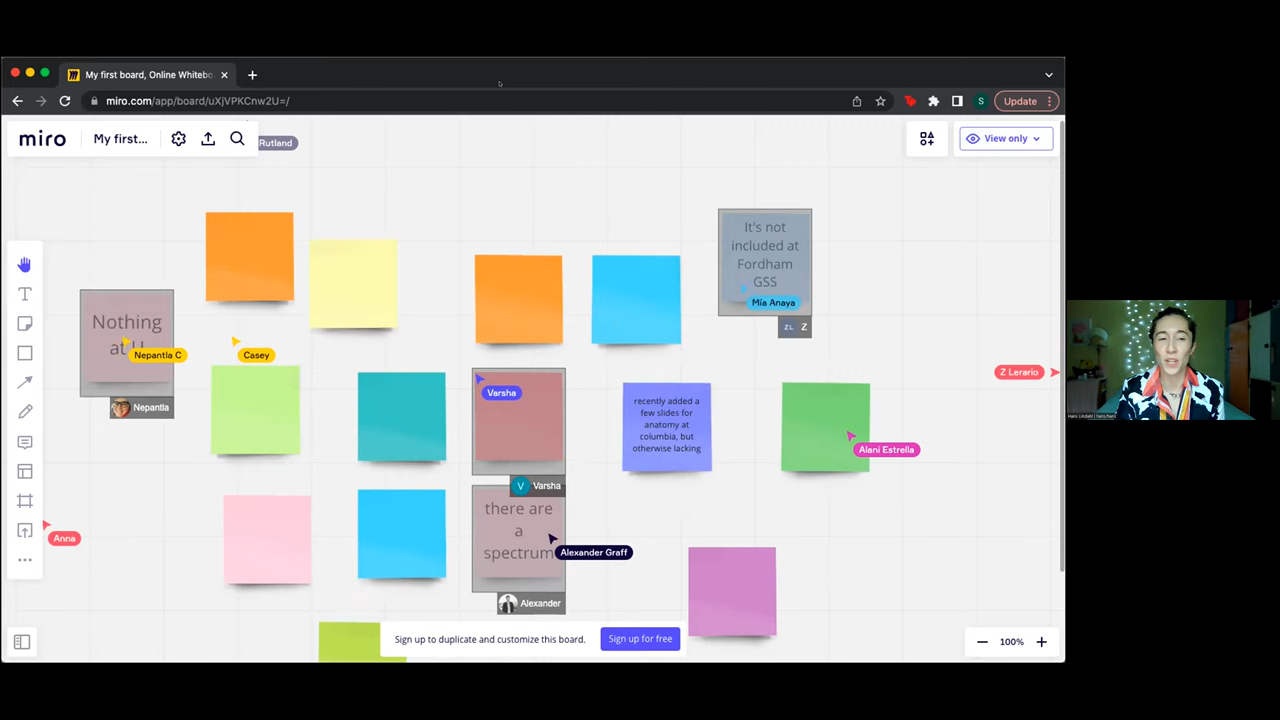 My first board, Online Whitebo
miro.com/app/board/uXjVPKCnw2U=/
S
Update
miro
My first...
Rutland
View only
It's not
included at
Fordham
GSS
Mía Anaya
ZL Z
Nothing
at
Nepantla C
Nepantla
Casey
Varsha
V Varsha
recently added
a few slides for
anatomy at
columbia, but
otherwise lacking
Z Lerario
Alani Estrella
there are
a
spectrum
Alexander Graff
Alexander
Anna
Sign up to duplicate and customize this board.
Sign up for free
100%